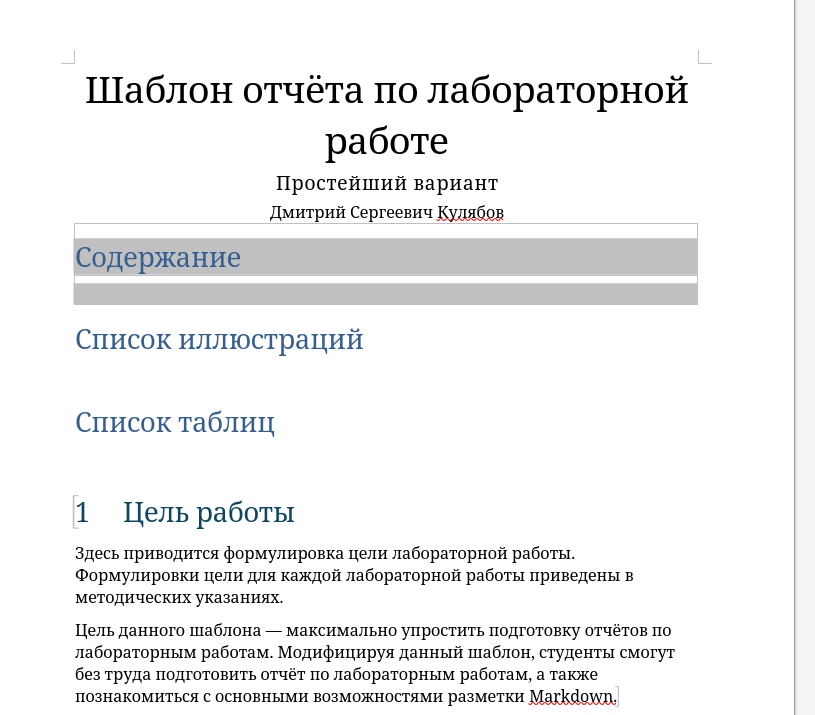 Шаблон отчёта по лабораторной
работе
Простейший вариант
Дмитрий Сергеевич Кулябов
Содержание
Список иллюстраций
Список таблиц
1 Цель работы
Здесь приводится формулировка цели лабораторной работы.
Формулировки цели для каждой лабораторной работы приведены в
методических указаниях.
Цель данного шаблона — максимально упростить подготовку отчётов по
лабораторным работам. Модифицируя данный шаблон, студенты смогут
без труда подготовить отчёт по лабораторным работам, а также
познакомиться с основными возможностями разметки Markdown.